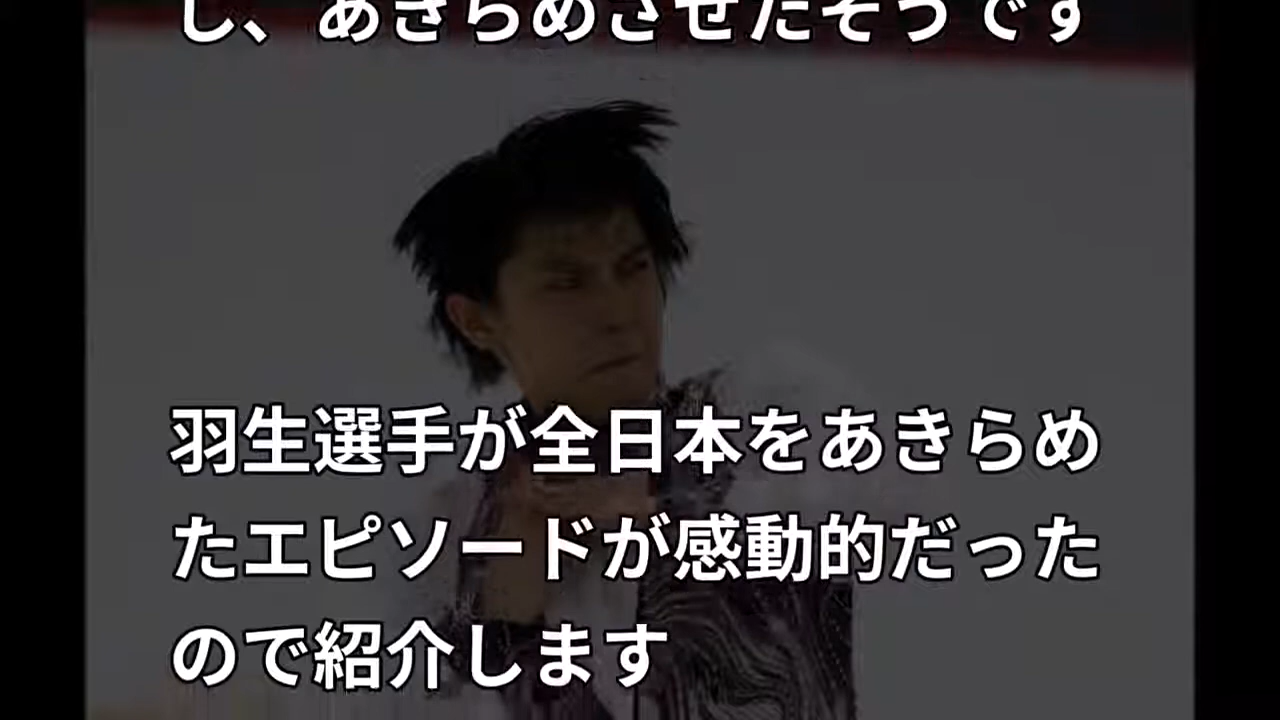 し、あきらめさせたそうです
羽生選手が全日本をあきらめ
たエピソードが感動的だった
ので紹介します